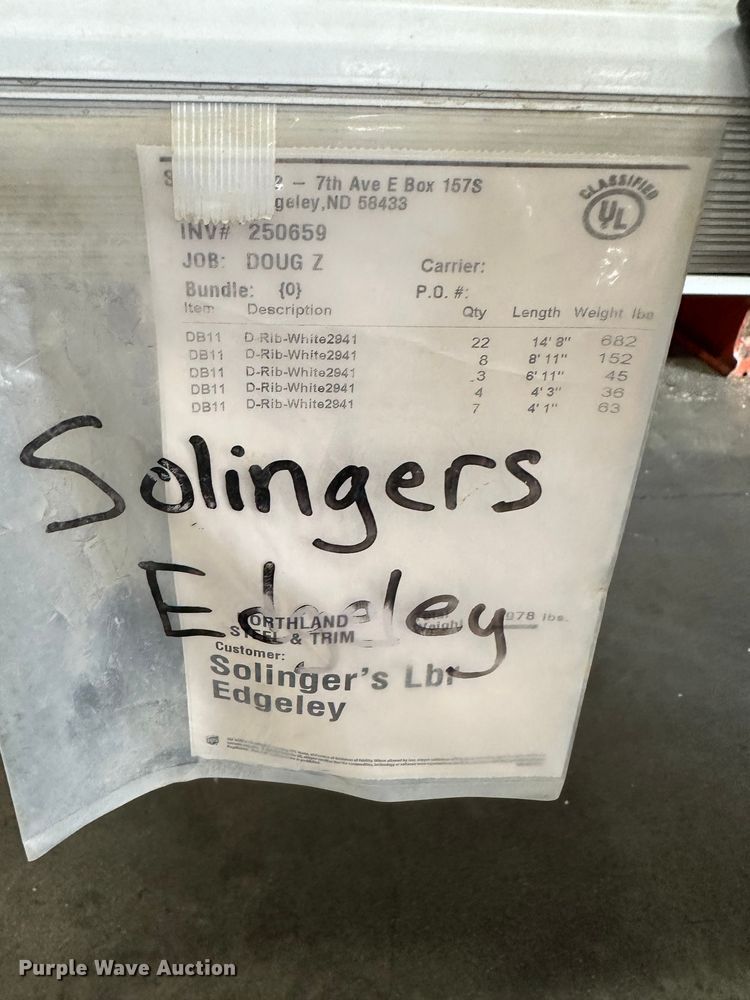 – 7th Ave E Box 157S
geley,ND 58433
CLASSIFIED
UL
INV# 250659
JOB: DOUG Z
Carrier:
Bundle: {0}
P.O. #:
Item Description Qty Length Weight lbs
DB11 D-Rib-White2941 22 14' 8" 682
DB11 D-Rib-White2941 8 8' 11" 152
DB11 D-Rib-White2941 3 6' 11" 45
DB11 D-Rib-White2941 4 4' 3" 36
DB11 D-Rib-White2941 7 4' 1" 63
Solingers
Edgeley
NORTHLAND
STEEL & TRIM
Weight 978 lbs.
Customer:
Solinger's Lbr
Edgeley
Purple Wave Auction